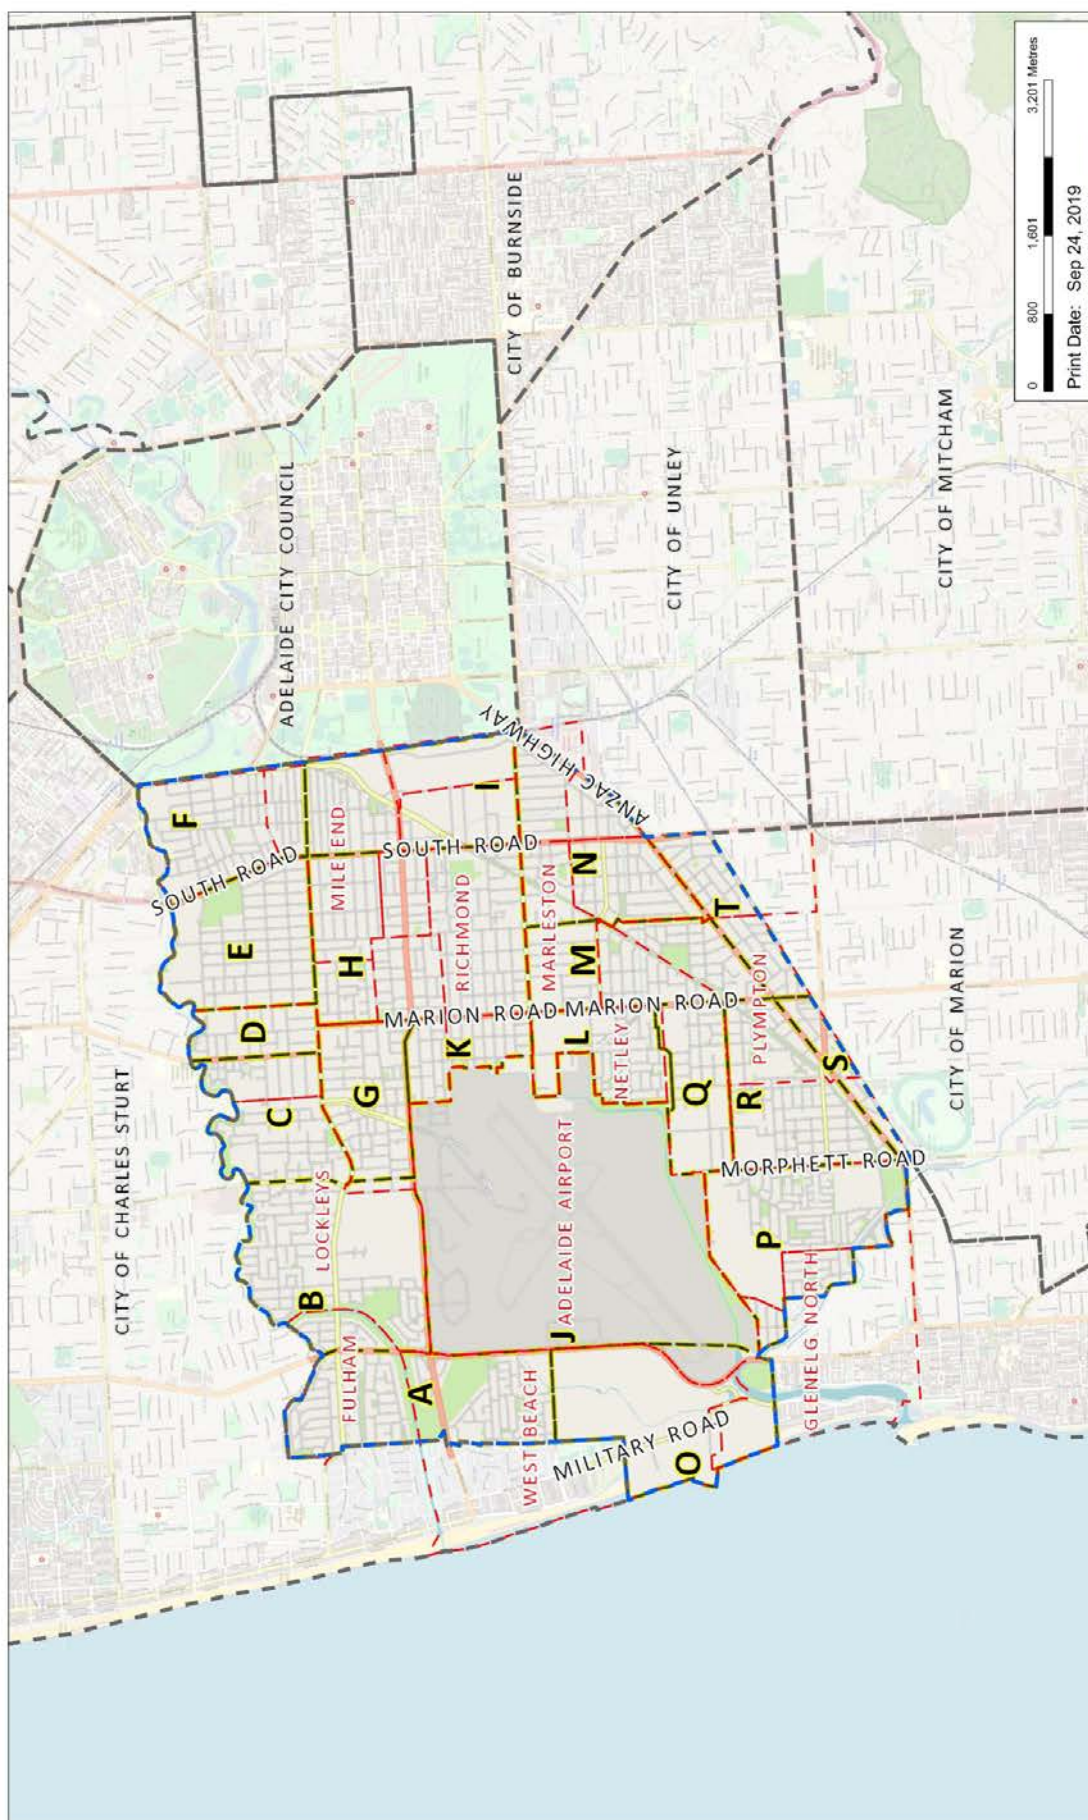 CITY OF CHARLES STURT
ADELAIDE CITY COUNCIL
CITY OF BURNSIDE
CITY OF UNLEY
CITY OF MITCHAM
CITY OF MARION
SOUTH ROAD
SOUTH ROAD
MARION ROAD
MARION ROAD
ANZAC HIGHWAY
MORPHETT ROAD
MILITARY ROAD
FULHAM
LOCKLEYS
MILE END
RICHMOND
MARLESTON
NETLEY
PLYMPTON
WEST BEACH
ADELAIDE AIRPORT
GLENELG NORTH
A
B
C
D
E
F
G
H
I
J
K
L
M
N
O
P
Q
R
S
T
0 800 1,601 3,201 Metres
Print Date: Sep 24, 2019